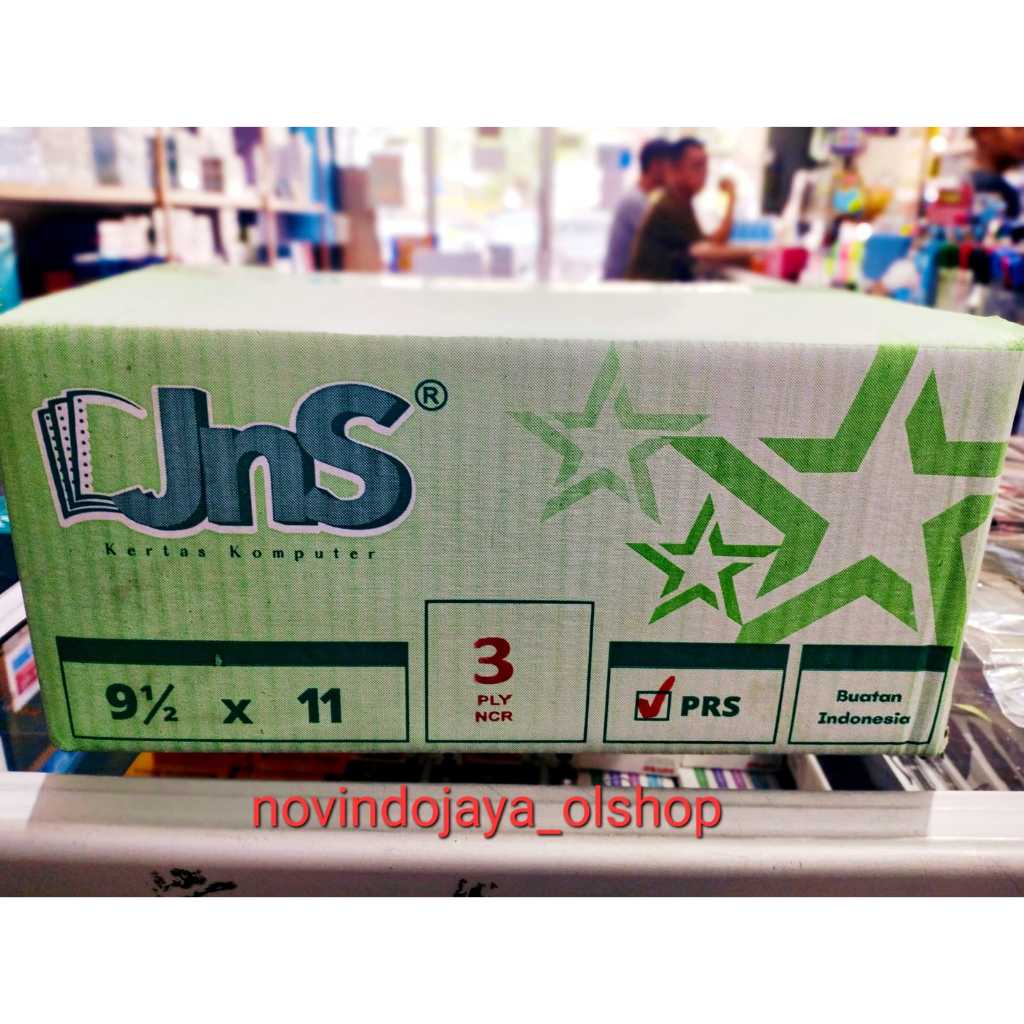 JnS®
Kertas Komputer
9½ x 11
3
PLY
NCR
PRS
Buatan
Indonesia
novindojaya_olshop